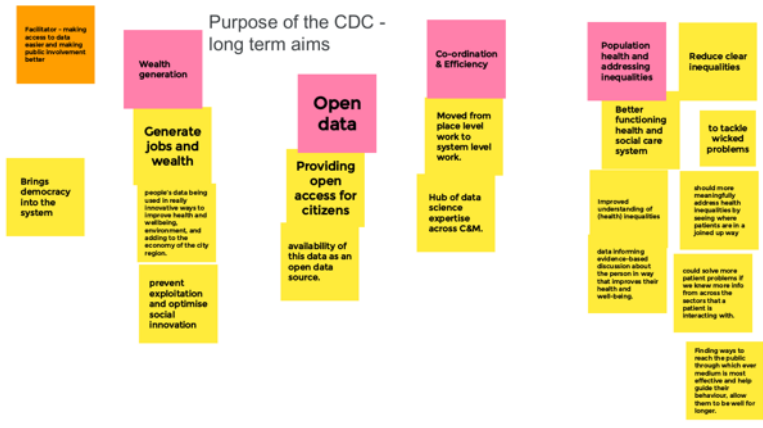 Purpose of the CDC -
long term aims
Facilitator - making
access to data
easier and making
public involvement
better
Brings
democracy
into the
system
Wealth
generation
Generate
jobs and
wealth
people's data being
used in really
innovative ways to
improve health and
wellbeing,
environment, and
adding to the
economy of the city
region.
prevent
exploitation
and optimise
social
innovation
Open
data
Providing
open
access for
citizens
availability of
this data as an
open data
source.
Co-ordination
& Efficiency
Moved from
place level
work to
system level
work.
Hub of data
science
expertise
across C&M.
Population
health and
addressing
inequalities
Better
functioning
health and
social care
system
Improved
understanding of
(health) inequalities
data informing
evidence-based
discussion about
the person in way
that improves their
health and
well-being.
Reduce clear
inequalities
to tackle
wicked
problems
should more
meaningfully
address health
inequalities by
seeing where
patients are in a
joined up way
could solve more
patient problems if
we knew more info
from across the
sectors that a
patient is
interacting with.
Finding ways to
reach the public
through which ever
medium is most
effective and help
guide their
behaviour, allow
them to be well for
longer.